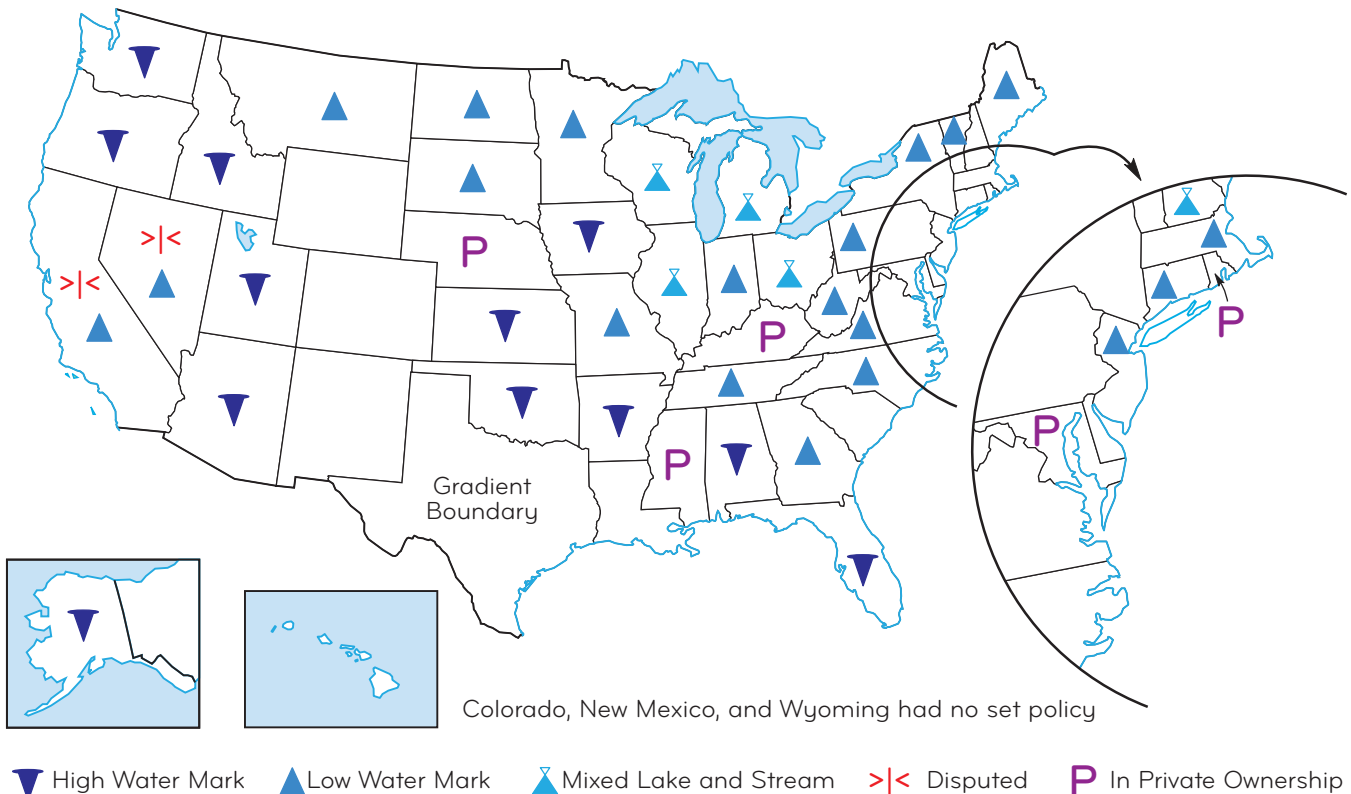 >|<
P
>|<
P
P
P
P
P
Gradient
Boundary
Colorado, New Mexico, and Wyoming had no set policy
High Water Mark
Low Water Mark
Mixed Lake and Stream
>|< Disputed
P In Private Ownership